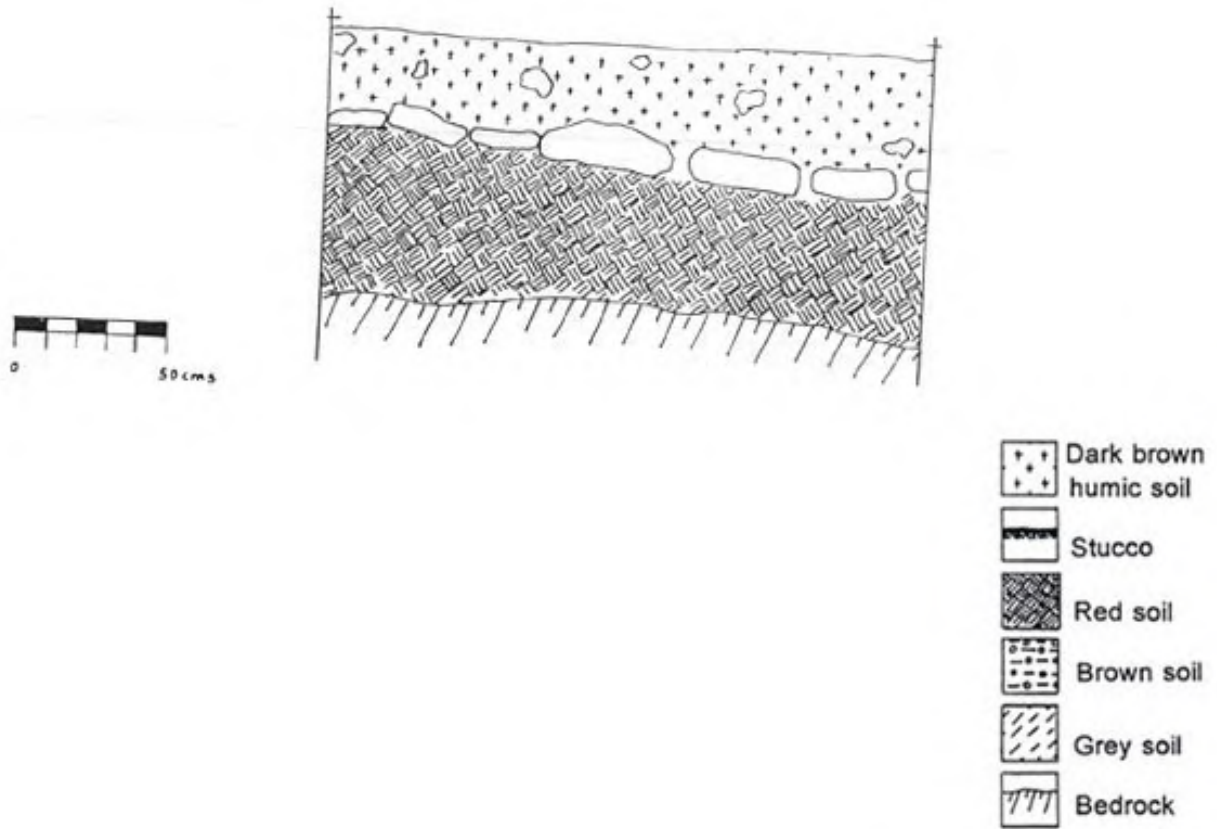 0
50cms
Dark brown
humic soil
Stucco
Red soil
Brown soil
Grey soil
Bedrock